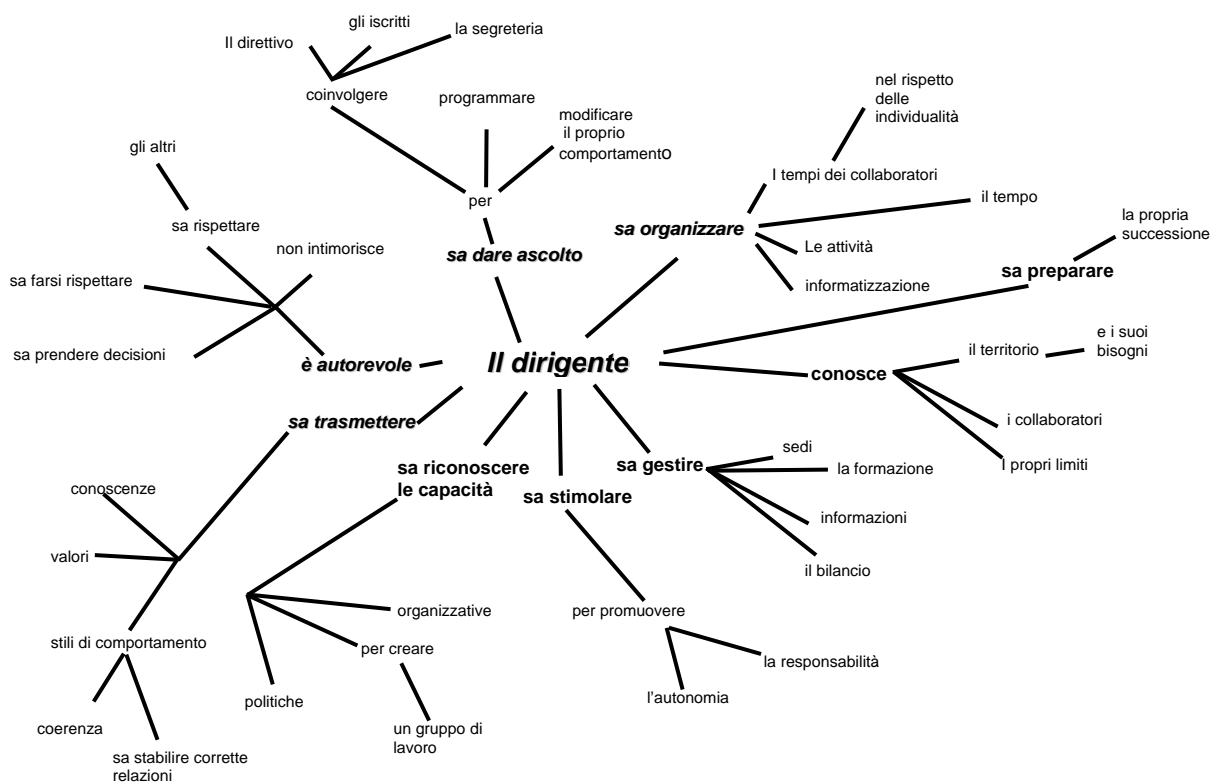 gli iscritti
la segreteria
Il direttivo
coinvolgere
programmare
modificare
il proprio
comportamento
per
sa dare ascolto
nel rispetto
delle
individualità
I tempi dei collaboratori
il tempo
sa organizzare
Le attività
informatizzazione
la propria
successione
sa preparare
gli altri
sa rispettare
non intimorisce
sa farsi rispettare
sa prendere decisioni
è autorevole
Il dirigente
e i suoi
bisogni
il territorio
conosce
i collaboratori
I propri limiti
sa trasmettere
conoscenze
valori
stili di comportamento
coerenza
sa stabilire corrette
relazioni
sa riconoscere
le capacità
organizzative
per creare
un gruppo di
lavoro
politiche
sa stimolare
per promuovere
la responsabilità
l'autonomia
sa gestire
sedi
la formazione
informazioni
il bilancio